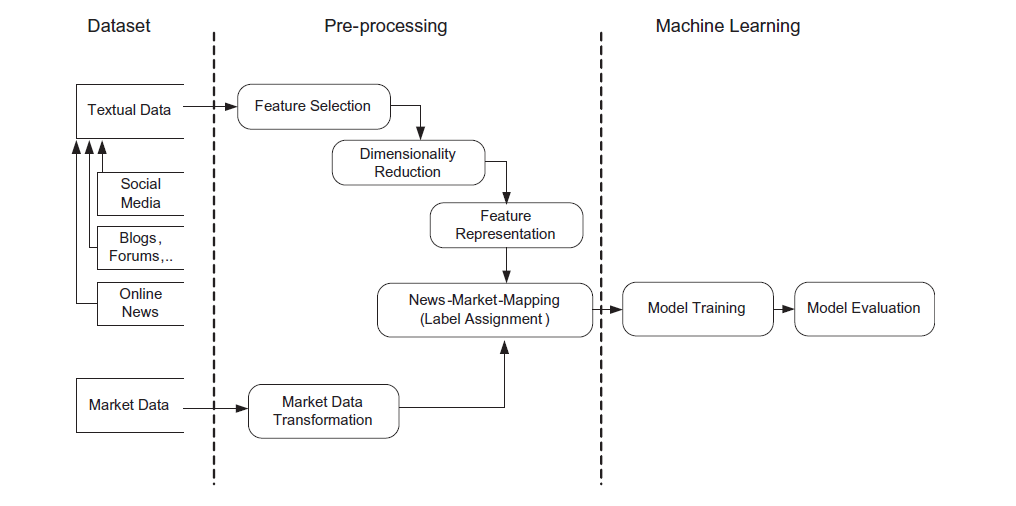 Dataset
Pre-processing
Machine Learning
Textual Data
Feature Selection
Dimensionality
Reduction
Social
Media
Feature
Representation
Blogs,
Forums,..
Online
News
News-Market-Mapping
(Label Assignment)
Model Training
Model Evaluation
Market Data
Market Data
Transformation